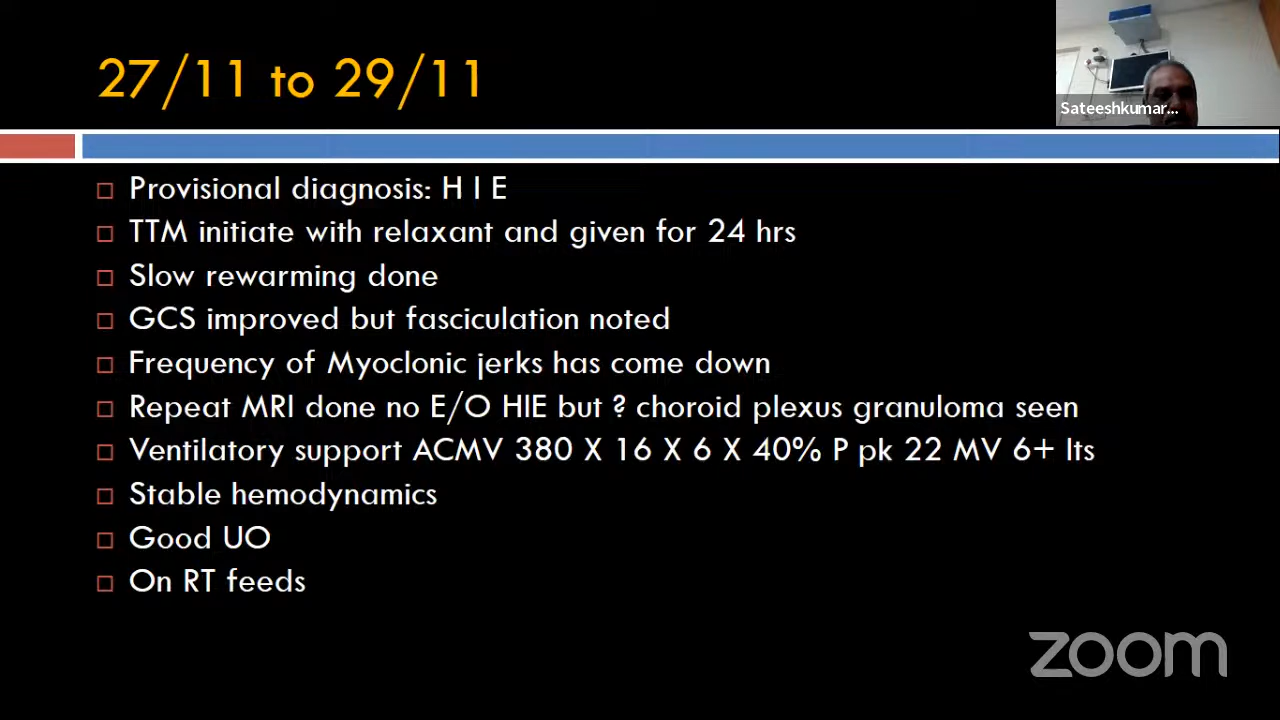 27/11 to 29/11
Sateeshkumar...
Provisional diagnosis: H I E
TTM initiate with relaxant and given for 24 hrs
Slow rewarming done
GCS improved but fasciculation noted
Frequency of Myoclonic jerks has come down
Repeat MRI done no E/O HIE but ? choroid plexus granuloma seen
Ventilatory support ACMV 380 X 16 X 6 X 40% P pk 22 MV 6+ lts
Stable hemodynamics
Good UO
On RT feeds
zoom